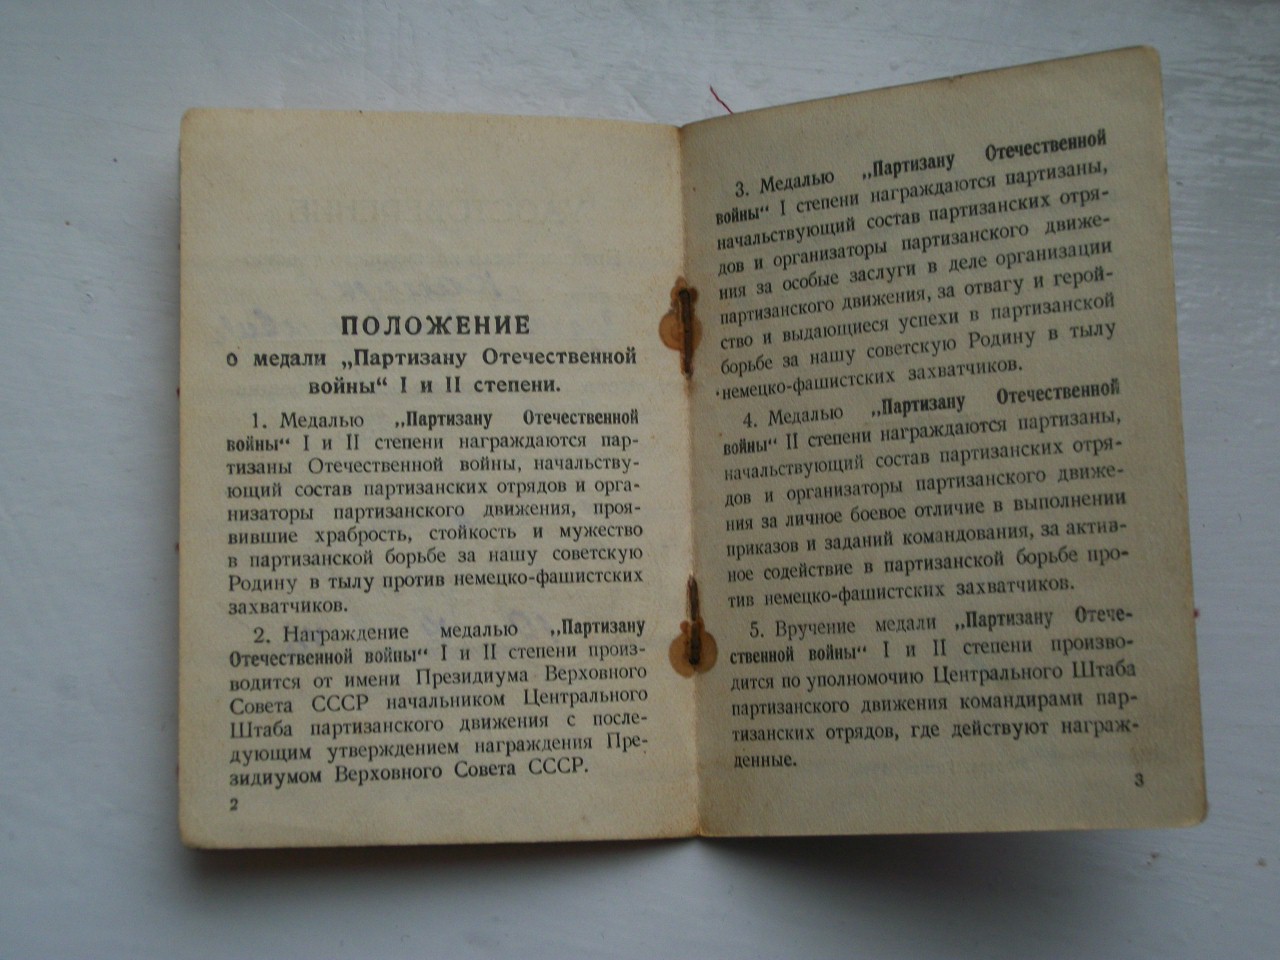 ПОЛОЖЕНИЕ
о медали „Партизану Отечественной
войны“ I и II степени.
1. Медалью „Партизану Отечественной
войны“ I и II степени награждаются пар-
тизаны Отечественной войны, начальству-
ющий состав партизанских отрядов и орга-
низаторы партизанского движения, проя-
вившие храбрость, стойкость и мужество
в партизанской борьбе за нашу советскую
Родину в тылу против немецко-фашистских
захватчиков.
2. Награждение медалью „Партизану
Отечественной войны“ I и II степени произ-
водится от имени Президиума Верховного
Совета СССР начальником Центрального
Штаба партизанского движения с после-
дующим утверждением награждения Пре-
зидиумом Верховного Совета СССР.
2
3. Медалью „Партизану Отечественной
войны“ I степени награждаются партизаны,
начальствующий состав партизанских отря-
дов и организаторы партизанского движе-
ния за особые заслуги в деле организации
партизанского движения, за отвагу и герой-
ство и выдающиеся успехи в партизанской
борьбе за нашу советскую Родину в тылу
немецко-фашистских захватчиков.
4. Медалью „Партизану Отечественной
войны“ II степени награждаются партизаны,
начальствующий состав партизанских отря-
дов и организаторы партизанского движе-
ния за личное боевое отличие в выполнении
приказов и заданий командования, за актив-
ное содействие в партизанской борьбе про-
тив немецко-фашистских захватчиков.
5. Вручение медали „Партизану Отече-
ственной войны“ I и II степени произво-
дится по уполномочию Центрального Штаба
партизанского движения командирами пар-
тизанских отрядов, где действуют награж-
денные.
3